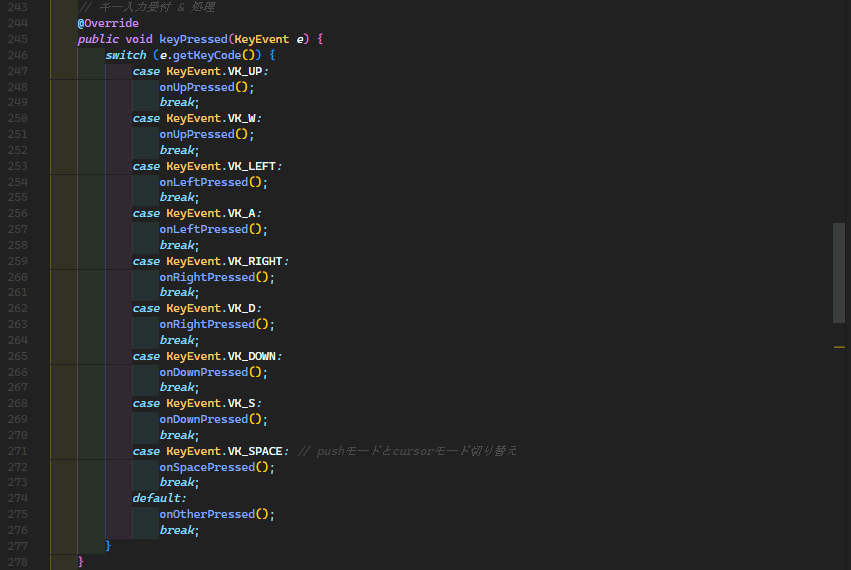 243 // キー入力受付 & 処理
244 @Override
245 public void keyPressed(KeyEvent e) {
246 switch (e.getKeyCode()) {
247 case KeyEvent.VK_UP:
248 onUpPressed();
249 break;
250 case KeyEvent.VK_W:
251 onUpPressed();
252 break;
253 case KeyEvent.VK_LEFT:
254 onLeftPressed();
255 break;
256 case KeyEvent.VK_A:
257 onLeftPressed();
258 break;
259 case KeyEvent.VK_RIGHT:
260 onRightPressed();
261 break;
262 case KeyEvent.VK_D:
263 onRightPressed();
264 break;
265 case KeyEvent.VK_DOWN:
266 onDownPressed();
267 break;
268 case KeyEvent.VK_S:
269 onDownPressed();
270 break;
271 case KeyEvent.VK_SPACE: // pushモードとcursorモード切り替え
272 onSpacePressed();
273 break;
274 default:
275 onOtherPressed();
276 break;
277 }
278 }